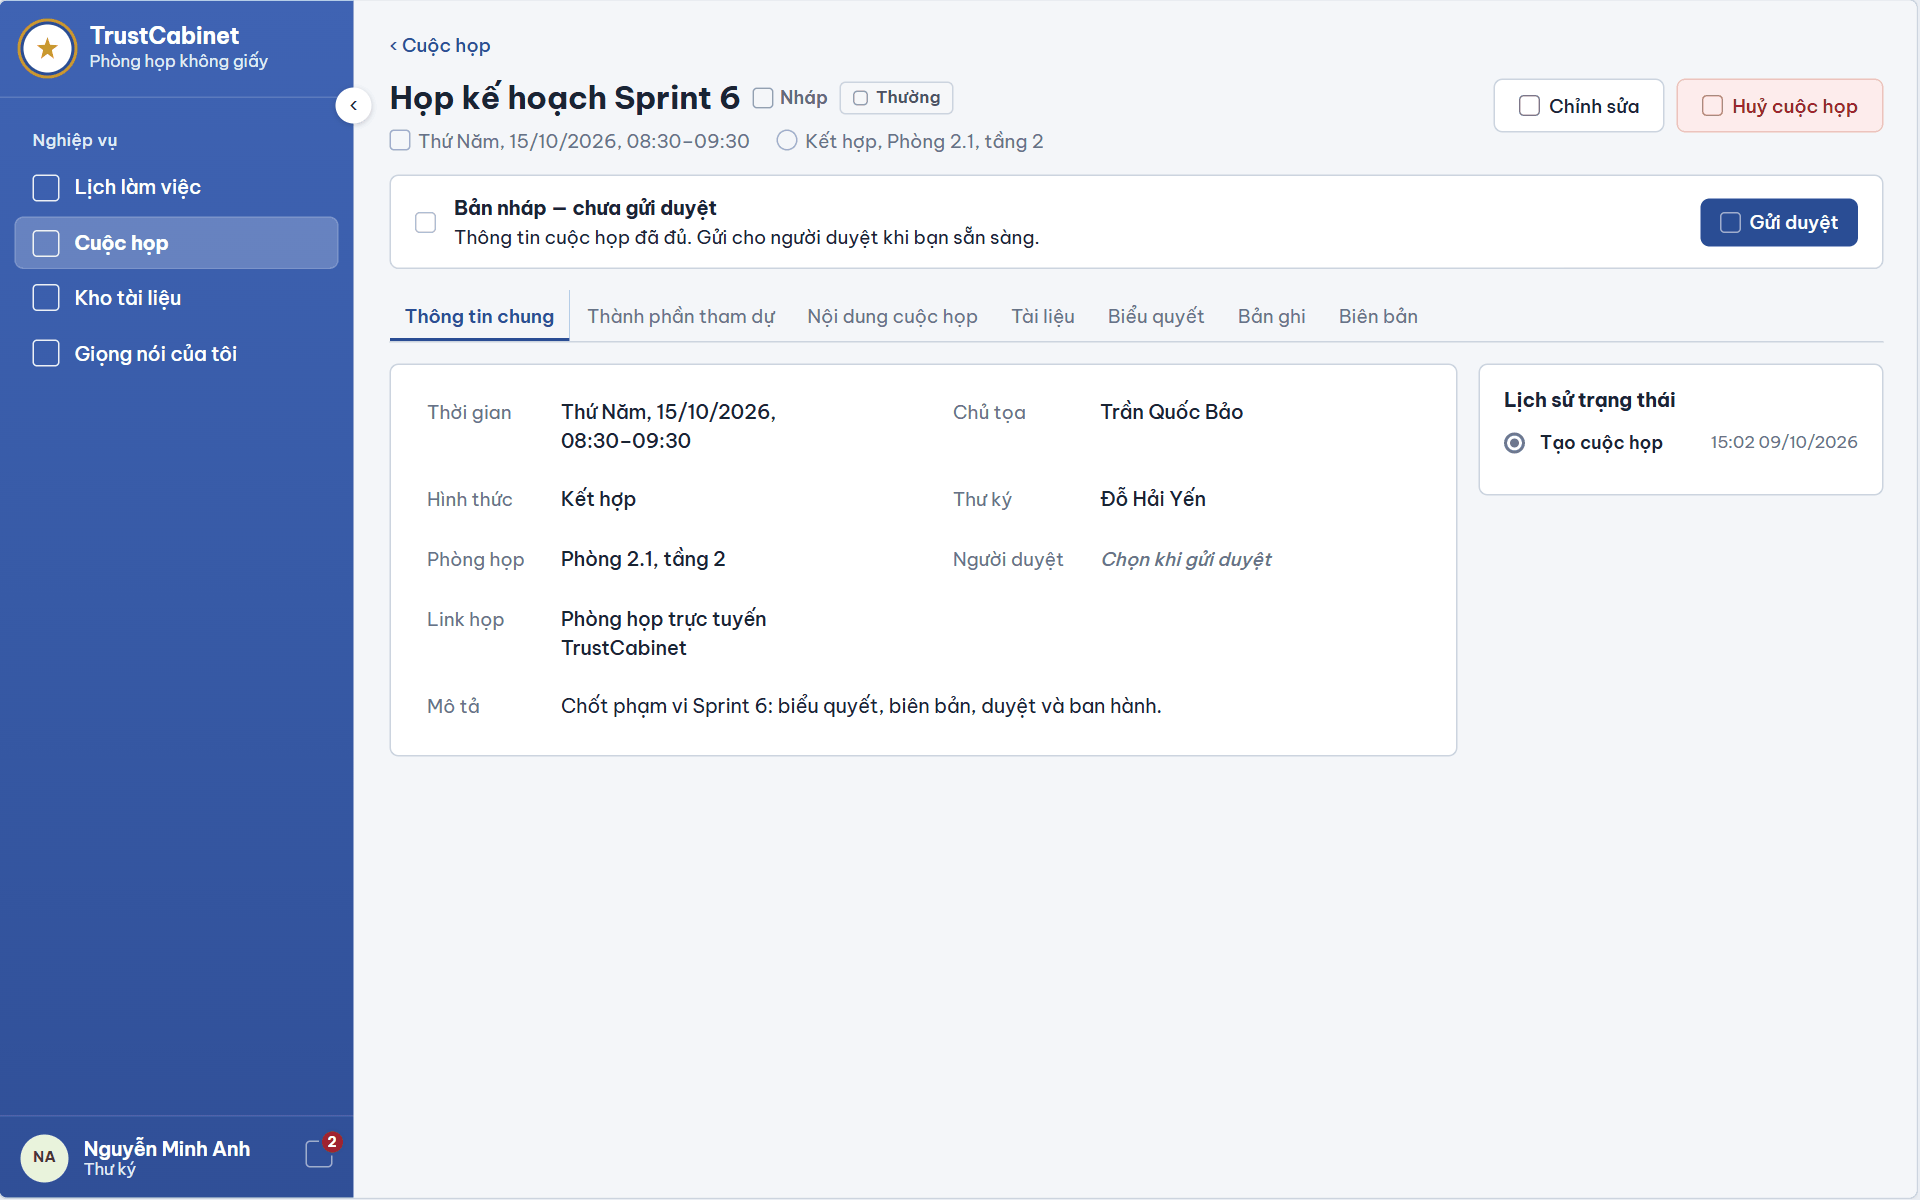 TrustCabinet
Phòng họp không giấy
Nghiệp vụ
Lịch làm việc
Cuộc họp
Kho tài liệu
Giọng nói của tôi
NA
Nguyễn Minh Anh
Thư ký
2
‹ Cuộc họp
Họp kế hoạch Sprint 6
Nháp
Thường
Thứ Năm, 15/10/2026, 08:30–09:30
Kết hợp, Phòng 2.1, tầng 2
Chỉnh sửa
Huỷ cuộc họp
Bản nháp — chưa gửi duyệt
Thông tin cuộc họp đã đủ. Gửi cho người duyệt khi bạn sẵn sàng.
Gửi duyệt
Thông tin chung
Thành phần tham dự
Nội dung cuộc họp
Tài liệu
Biểu quyết
Bản ghi
Biên bản
Thời gian
Thứ Năm, 15/10/2026,
08:30–09:30
Chủ tọa
Trần Quốc Bảo
Hình thức
Kết hợp
Thư ký
Đỗ Hải Yến
Phòng họp
Phòng 2.1, tầng 2
Người duyệt
Chọn khi gửi duyệt
Link họp
Phòng họp trực tuyến
TrustCabinet
Mô tả
Chốt phạm vi Sprint 6: biểu quyết, biên bản, duyệt và ban hành.
Lịch sử trạng thái
Tạo cuộc họp
15:02 09/10/2026